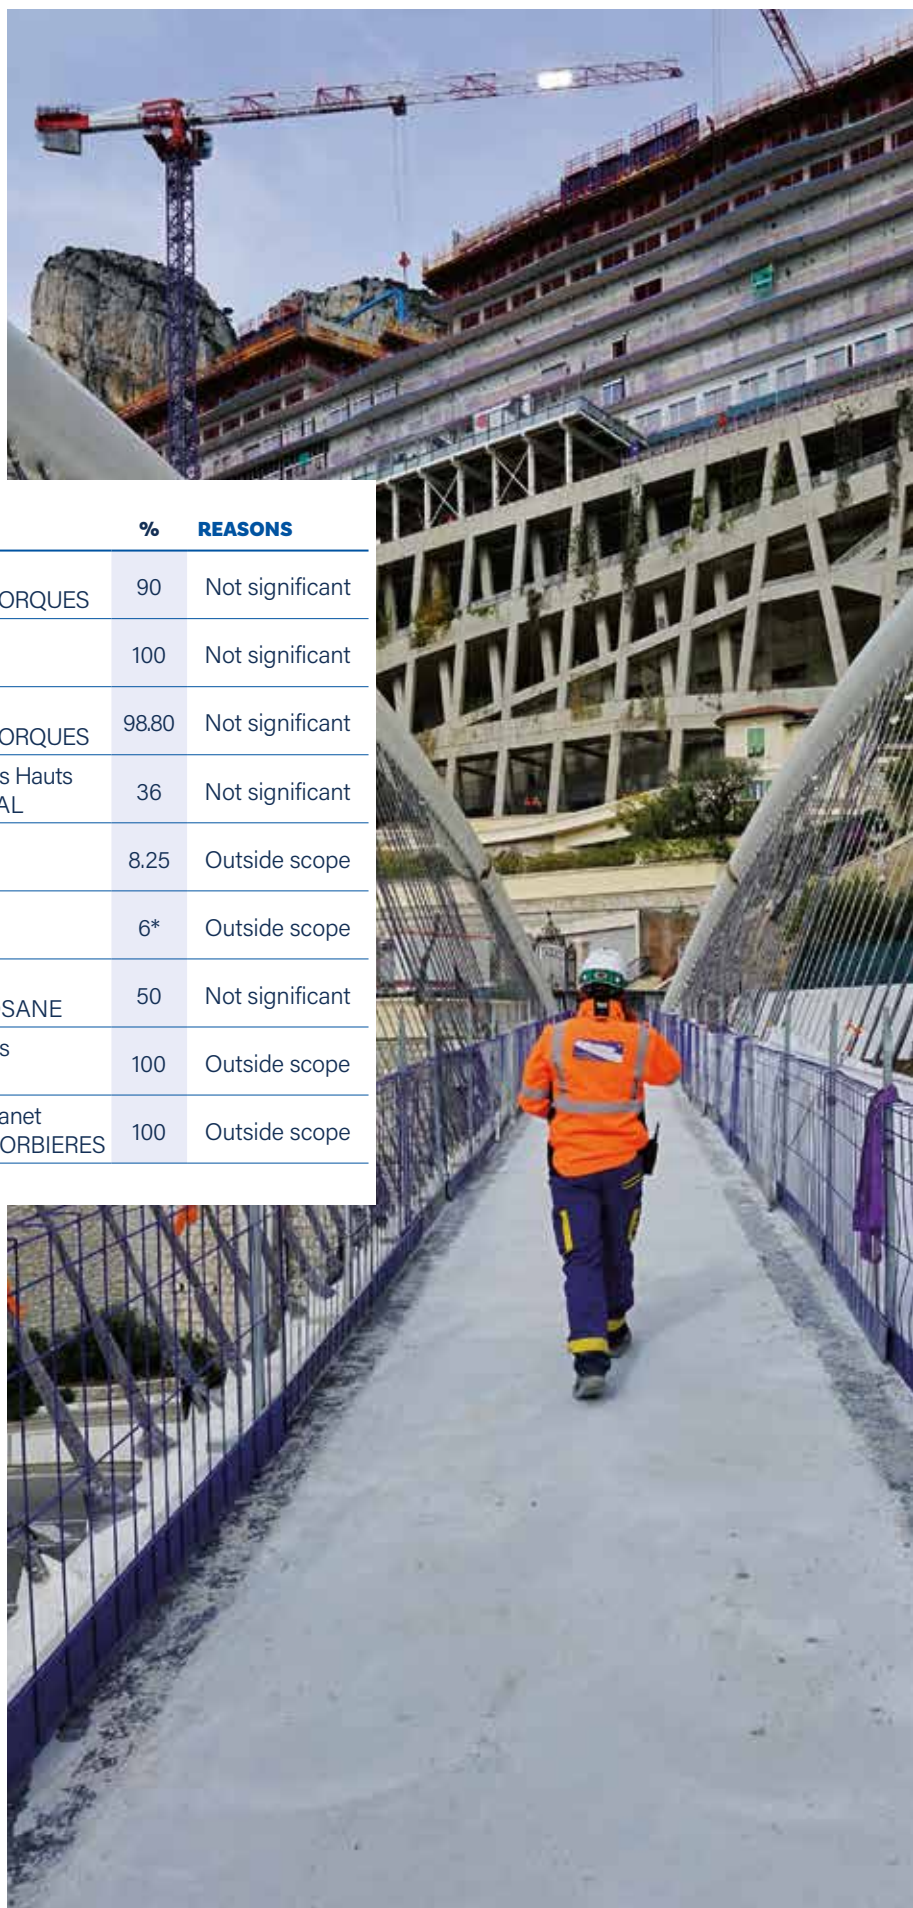 % REASONS
ORQUES 90 Not significant
100 Not significant
ORQUES 98.80 Not significant
s Hauts
AL 36 Not significant
8.25 Outside scope
6* Outside scope
SANE 50 Not significant
s
100 Outside scope
anet
ORBIERES 100 Outside scope